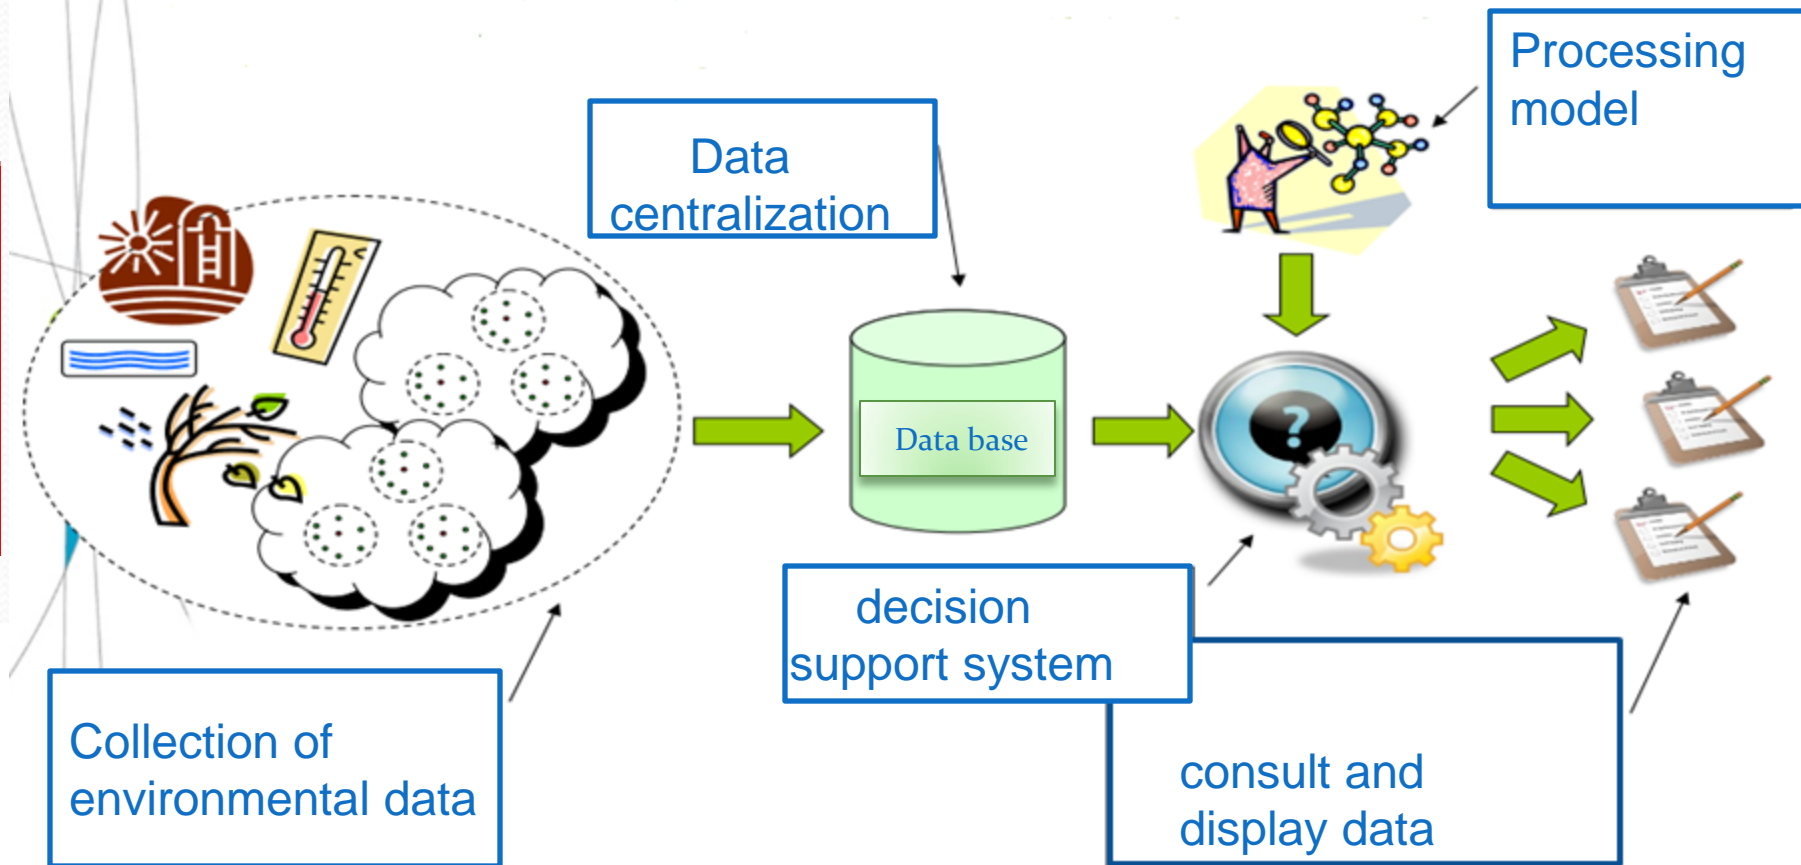 Processing
model
Data
centralization
Data base
decision
support system
Collection of
environmental data
consult and
display data